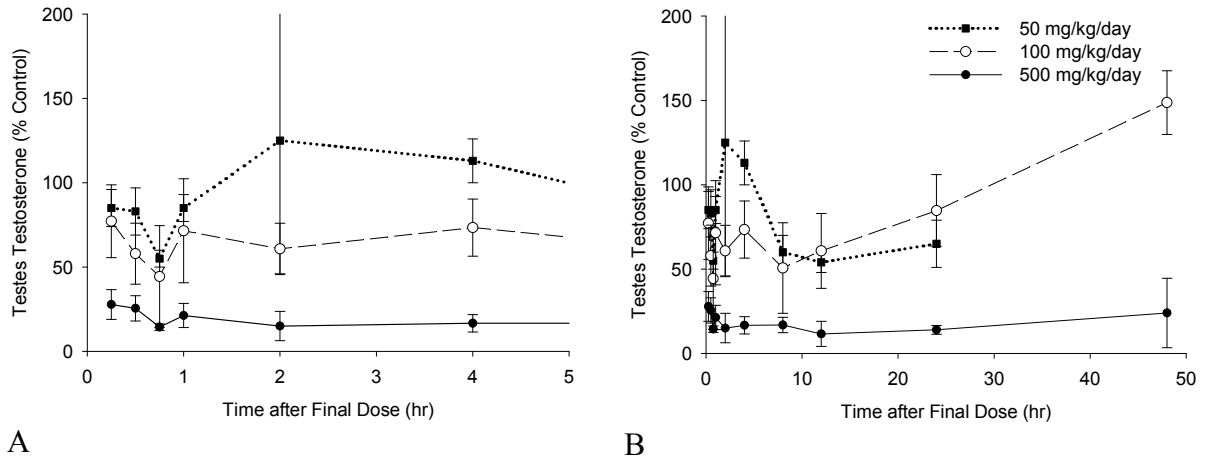 200
150
100
50
0
Testes Testosterone (% Control)
0 1 2 3 4 5
Time after Final Dose (hr)
A
200
150
100
50
0
Testes Testosterone (% Control)
50 mg/kg/day
100 mg/kg/day
500 mg/kg/day
0 10 20 30 40 50
Time after Final Dose (hr)
B